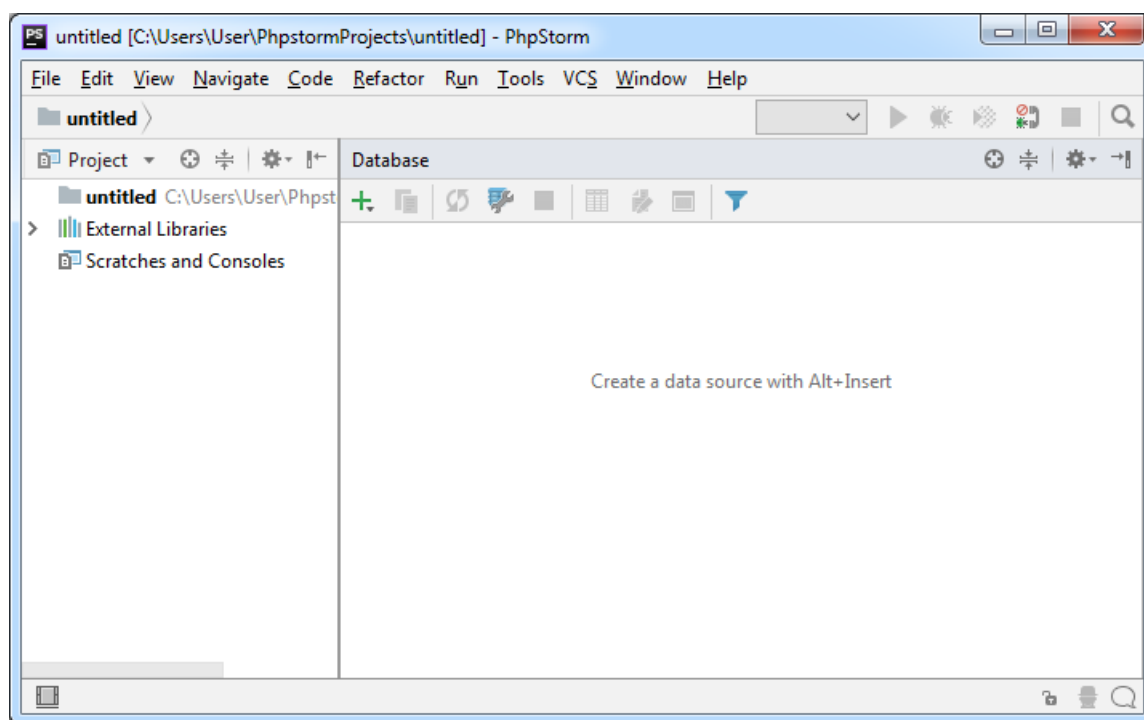 PS untitled [C:\Users\User\PhpstormProjects\untitled] - PhpStorm
File Edit View Navigate Code Refactor Run Tools VCS Window Help
untitled
Project Database
untitled C:\Users\User\Phpst
External Libraries
Scratches and Consoles
Create a data source with Alt+Insert